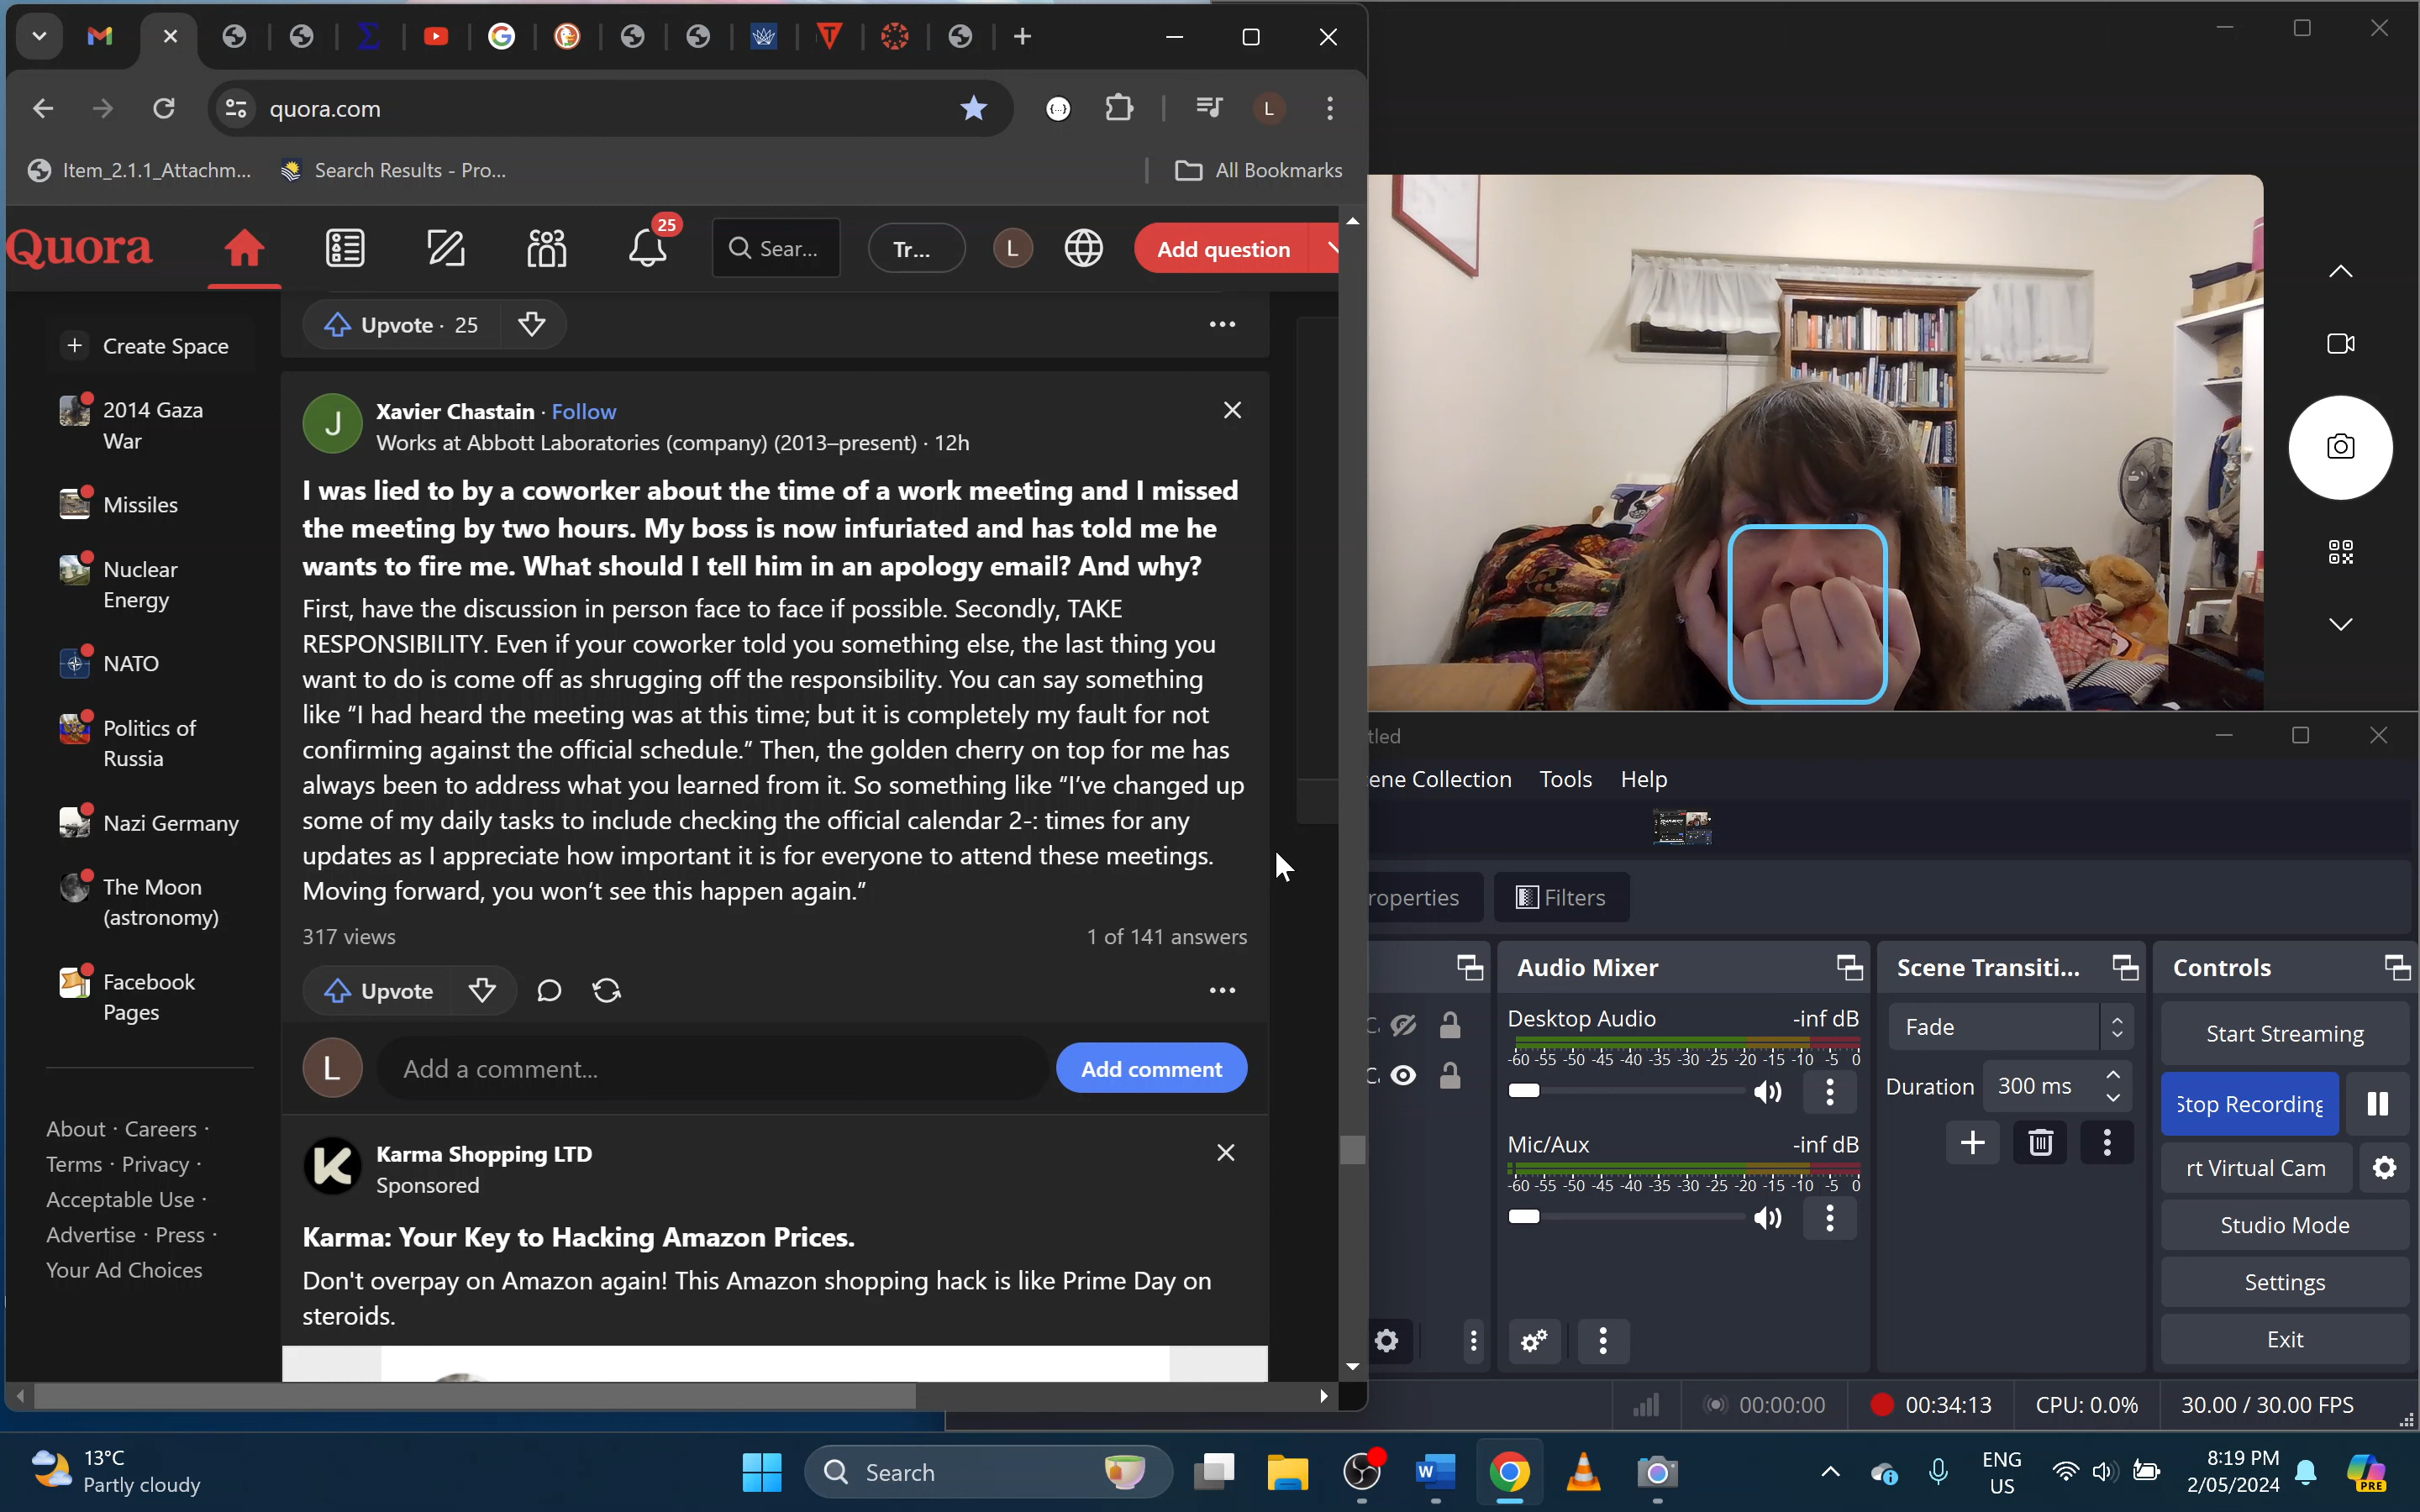 quora.com
Item_2.1.1_Attachm...
Search Results - Pro...
All Bookmarks
L
Quora
25
Sear...
Tr...
L
Add question
Create Space
2014 Gaza
War
Missiles
Nuclear
Energy
NATO
Politics of
Russia
Nazi Germany
The Moon
(astronomy)
Facebook
Pages
About · Careers ·
Terms · Privacy ·
Acceptable Use ·
Advertise · Press ·
Your Ad Choices
Upvote · 25
J
Xavier Chastain · Follow
Works at Abbott Laboratories (company) (2013–present) · 12h
I was lied to by a coworker about the time of a work meeting and I missed
the meeting by two hours. My boss is now infuriated and has told me he
wants to fire me. What should I tell him in an apology email? And why?
First, have the discussion in person face to face if possible. Secondly, TAKE
RESPONSIBILITY. Even if your coworker told you something else, the last thing you
want to do is come off as shrugging off the responsibility. You can say something
like “I had heard the meeting was at this time; but it is completely my fault for not
confirming against the official schedule.” Then, the golden cherry on top for me has
always been to address what you learned from it. So something like “I’ve changed up
some of my daily tasks to include checking the official calendar 2-: times for any
updates as I appreciate how important it is for everyone to attend these meetings.
Moving forward, you won’t see this happen again.”
317 views
1 of 141 answers
Upvote
L
Add a comment...
Add comment
K
Karma Shopping LTD
Sponsored
Karma: Your Key to Hacking Amazon Prices.
Don't overpay on Amazon again! This Amazon shopping hack is like Prime Day on
steroids.
tled
ene Collection
Tools
Help
roperties
Filters
Audio Mixer
Scene Transiti...
Controls
Desktop Audio
-inf dB
-60 -55 -50 -45 -40 -35 -30 -25 -20 -15 -10 -5 0
Mic/Aux
-inf dB
-60 -55 -50 -45 -40 -35 -30 -25 -20 -15 -10 -5 0
Fade
Duration
300 ms
Start Streaming
Stop Recording
rt Virtual Cam
Studio Mode
Settings
Exit
00:00:00
00:34:13
CPU: 0.0%
30.00 / 30.00 FPS
13°C
Partly cloudy
Search
W
ENG
US
8:19 PM
2/05/2024
PRE